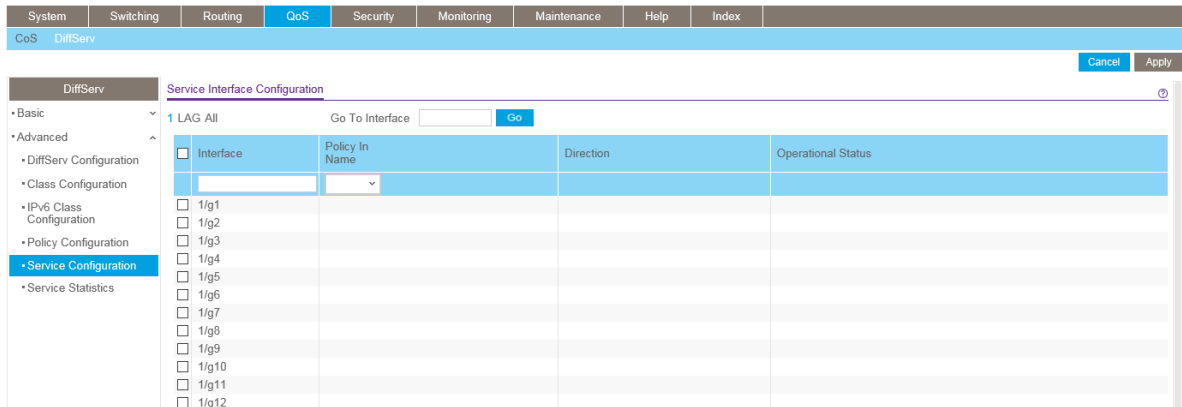 System Switching Routing QoS Security Monitoring Maintenance Help Index
CoS DiffServ
Cancel Apply
DiffServ
Basic
Advanced
DiffServ Configuration
Class Configuration
IPv6 Class
Configuration
Policy Configuration
Service Configuration
Service Statistics
Service Interface Configuration
1 LAG All Go To Interface Go
Interface Policy In Name Direction Operational Status
1/g1
1/g2
1/g3
1/g4
1/g5
1/g6
1/g7
1/g8
1/g9
1/g10
1/g11
1/g12